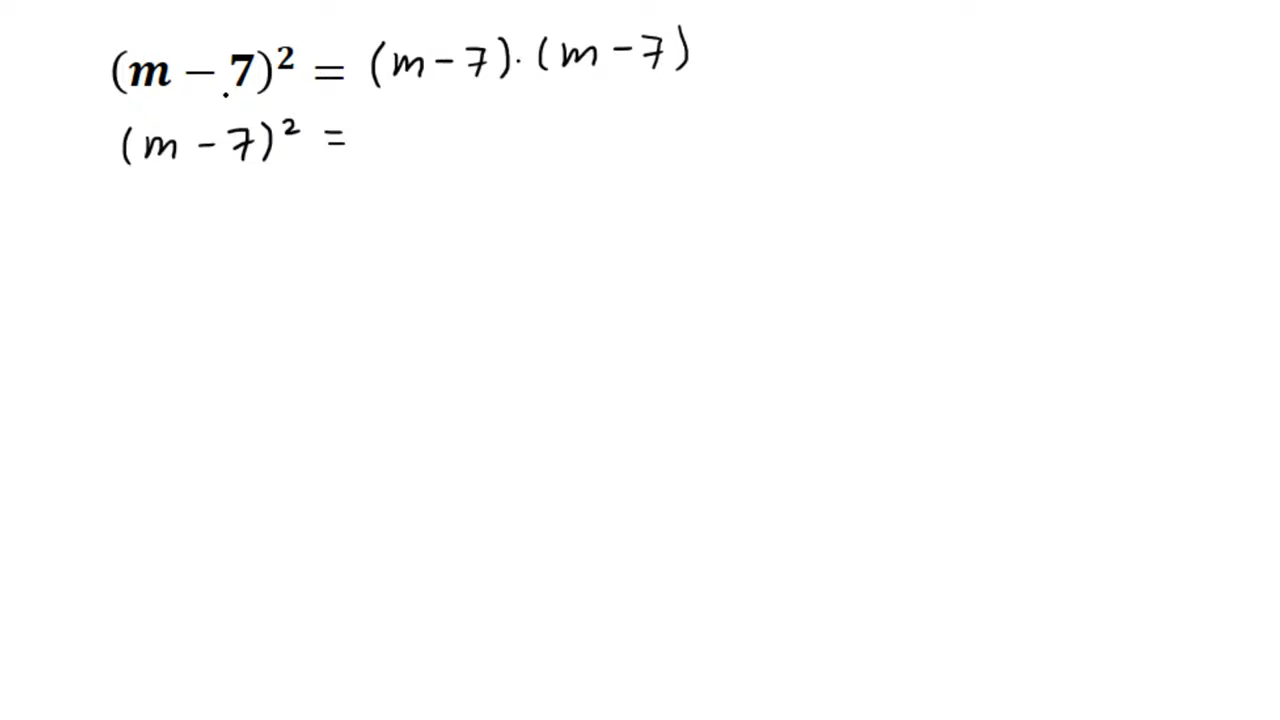 (m − 7)² = (m − 7) · (m − 7)
(m − 7)² =